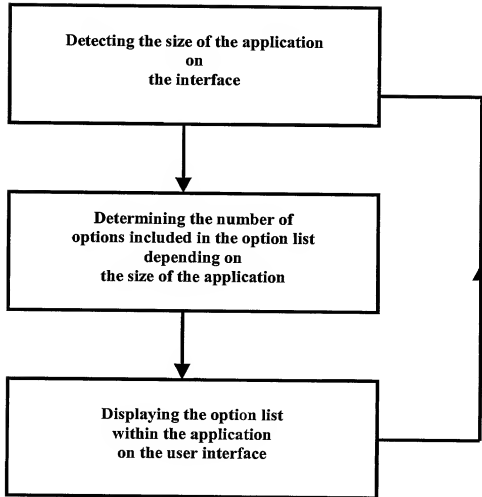 Detecting the size of the application
on
the interface
Determining the number of
options included in the option list
depending on
the size of the application
Displaying the option list
within the application
on the user interface